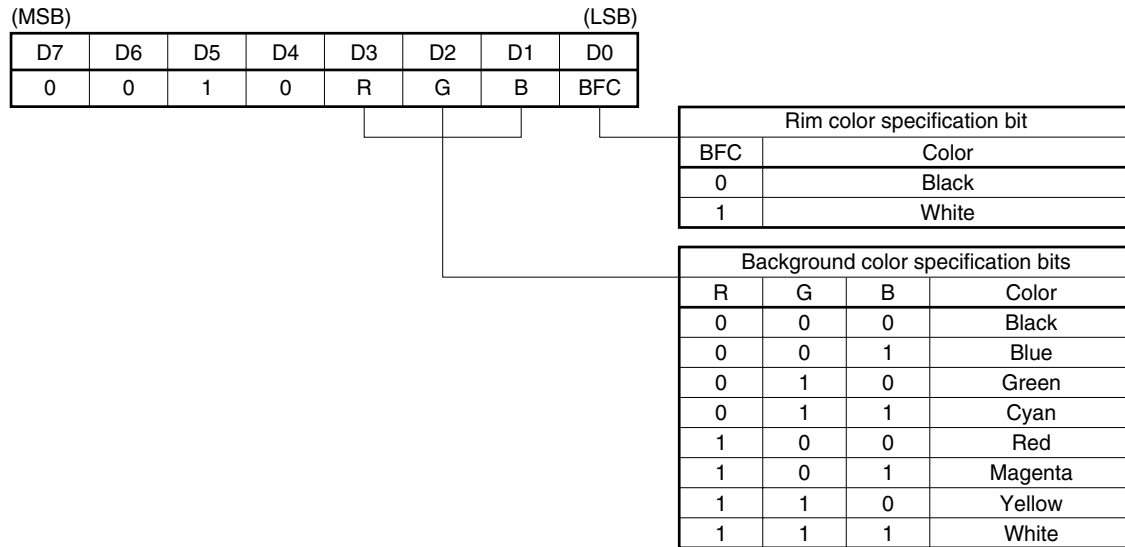 (MSB) (LSB)
D7 D6 D5 D4 D3 D2 D1 D0
0 0 1 0 R G B BFC
Rim color specification bit
BFC Color
0 Black
1 White
Background color specification bits
R G B Color
0 0 0 Black
0 0 1 Blue
0 1 0 Green
0 1 1 Cyan
1 0 0 Red
1 0 1 Magenta
1 1 0 Yellow
1 1 1 White